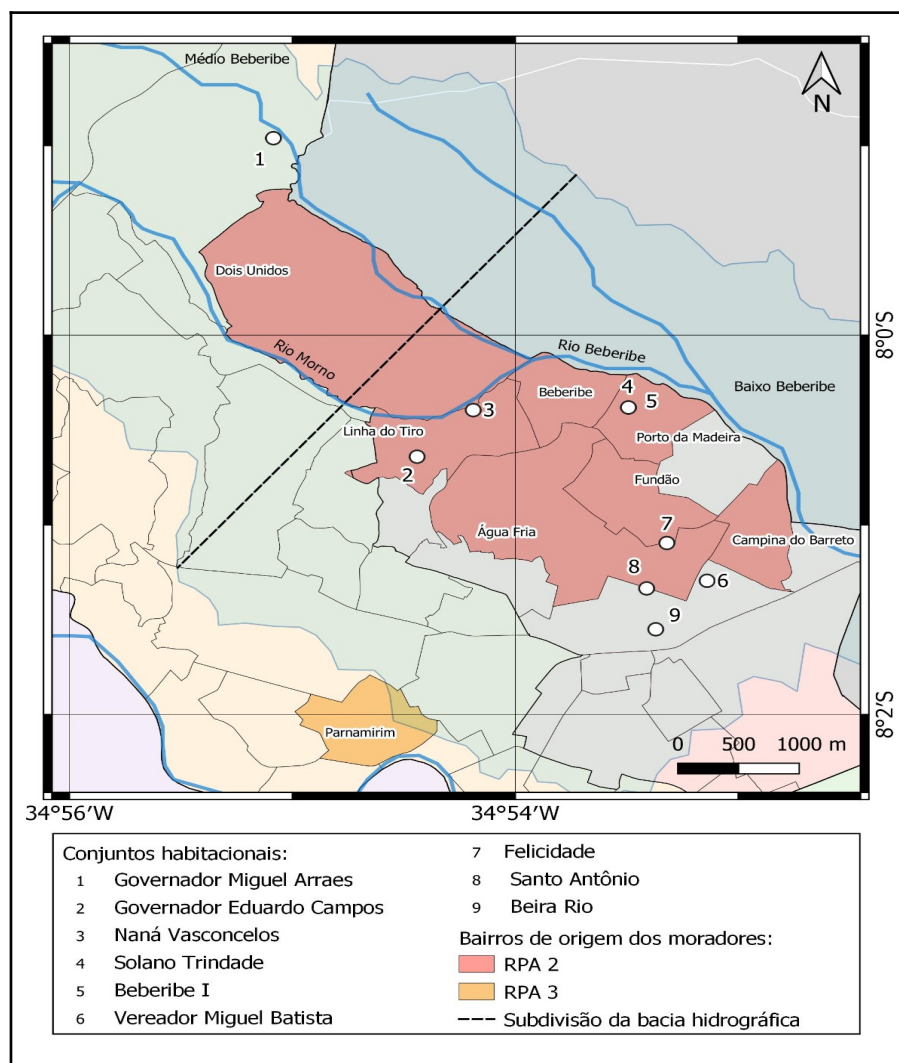 Médio Beberibe
N
1
Dois Unidos
8°0'S
Rio Morno
Rio Beberibe
Baixo Beberibe
Beberibe
4
5
3
Linha do Tiro
Porto da Madeira
2
Fundão
Água Fria
7
Campina do Barreto
8
6
9
Parnamirim
8°2'S
0 500 1000 m
34°56'W 34°54'W
Conjuntos habitacionais:
1 Governador Miguel Arraes
2 Governador Eduardo Campos
3 Naná Vasconcelos
4 Solano Trindade
5 Beberibe I
6 Vereador Miguel Batista
7 Felicidade
8 Santo Antônio
9 Beira Rio
Bairros de origem dos moradores:
RPA 2
RPA 3
Subdivisão da bacia hidrográfica